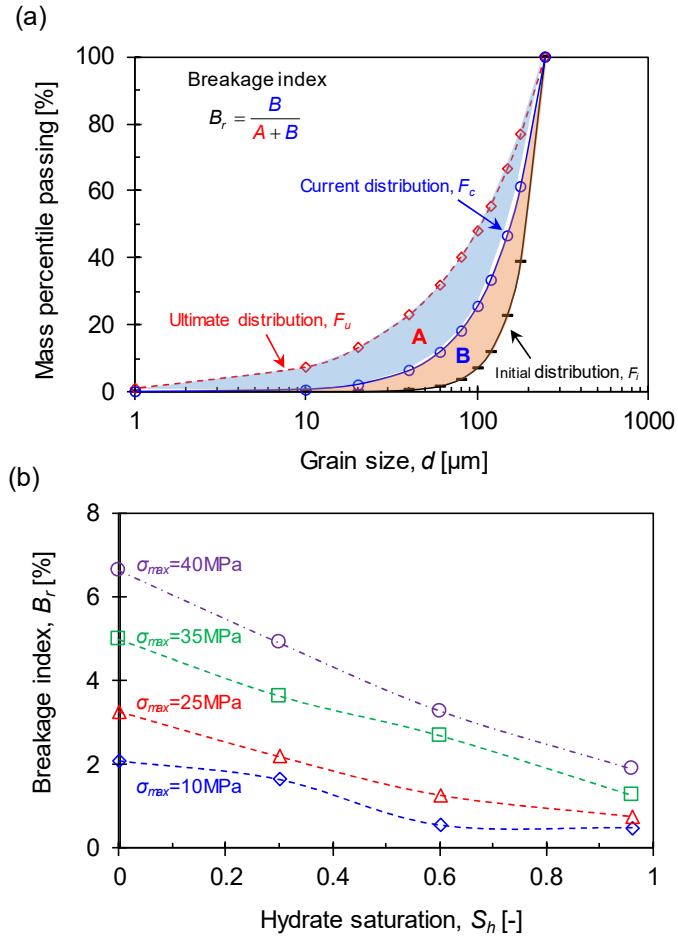 (a)
100
80
60
40
20
0
Mass percentile passing [%]
Breakage index
B_r = B / (A + B)
Current distribution, F_c
Ultimate distribution, F_u
A
B
Initial distribution, F_i
1
10
100
1000
Grain size, d [µm]
(b)
8
6
4
2
0
Breakage index, B_r [%]
σ_max=40MPa
σ_max=35MPa
σ_max=25MPa
σ_max=10MPa
0
0.2
0.4
0.6
0.8
1
Hydrate saturation, S_h [-]